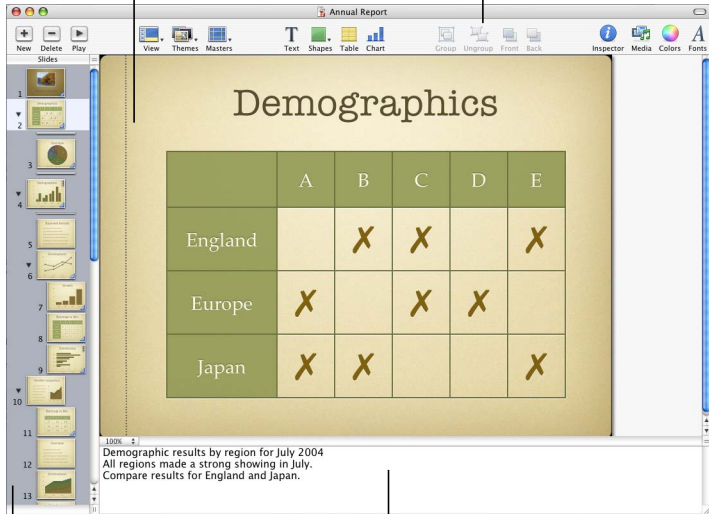 Annual Report
New Delete Play View Themes Masters Text Shapes Table Chart Group Ungroup Front Back Inspector Media Colors Fonts
Slides
1
2
3
4
5
6
7
8
9
10
11
12
13
Demographics
A B C D E
England ✗ ✗ ✗
Europe ✗ ✗ ✗
Japan ✗ ✗ ✗
100%
Demographic results by region for July 2004
All regions made a strong showing in July.
Compare results for England and Japan.